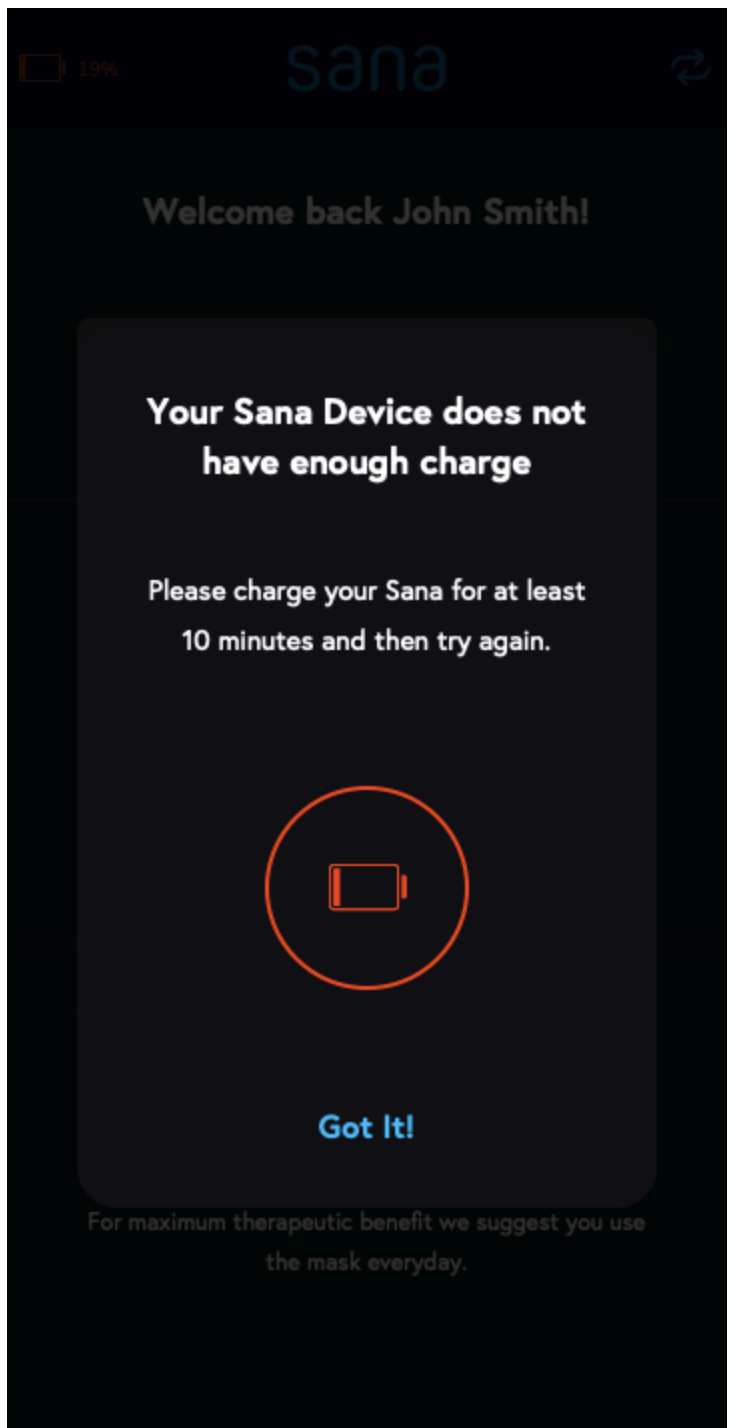 19%
sana
Welcome back John Smith!
Your Sana Device does not
have enough charge
Please charge your Sana for at least
10 minutes and then try again.
Got It!
For maximum therapeutic benefit we suggest you use
the mask everyday.